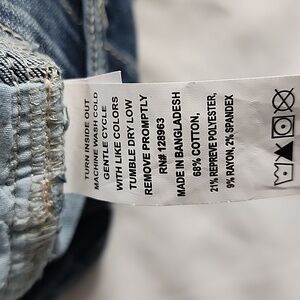 TURN INSIDE OUT
MACHINE WASH COLD
GENTLE CYCLE
WITH LIKE COLORS
TUMBLE DRY LOW
REMOVE PROMPTLY
RN# 128963
MADE IN BANGLADESH
68% COTTON,
21% REPREVE POLYESTER,
9% RAYON, 2% SPANDEX